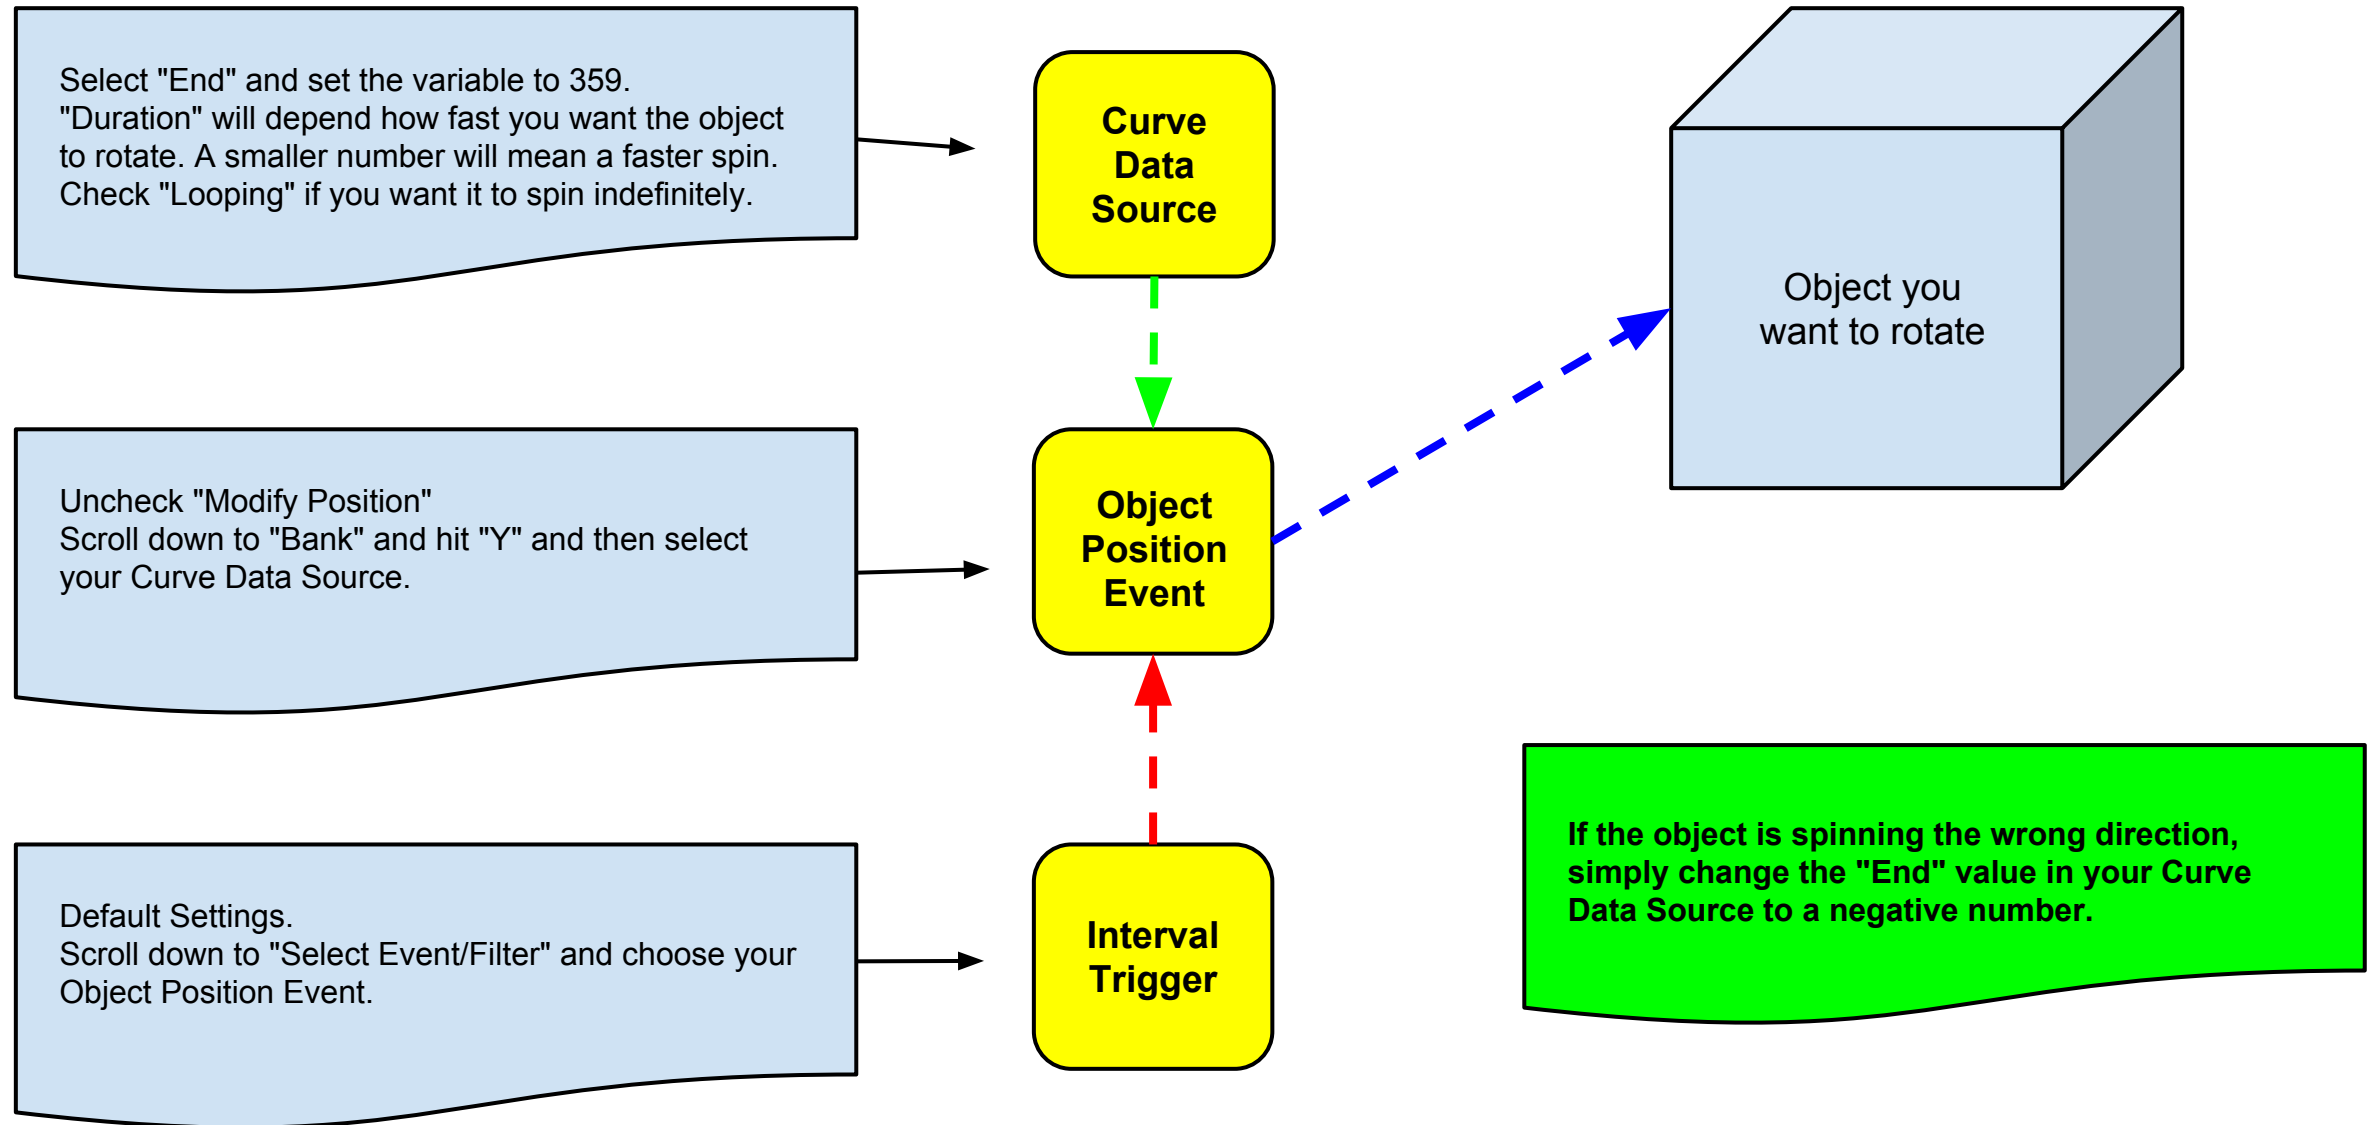 Select "End" and set the variable to 359.
"Duration" will depend how fast you want the object
to rotate. A smaller number will mean a faster spin.
Check "Looping" if you want it to spin indefinitely.
Curve
Data
Source
Object you
want to rotate
Uncheck "Modify Position"
Scroll down to "Bank" and hit "Y" and then select
your Curve Data Source.
Object
Position
Event
If the object is spinning the wrong direction,
simply change the "End" value in your Curve
Data Source to a negative number.
Default Settings.
Scroll down to "Select Event/Filter" and choose your
Object Position Event.
Interval
Trigger